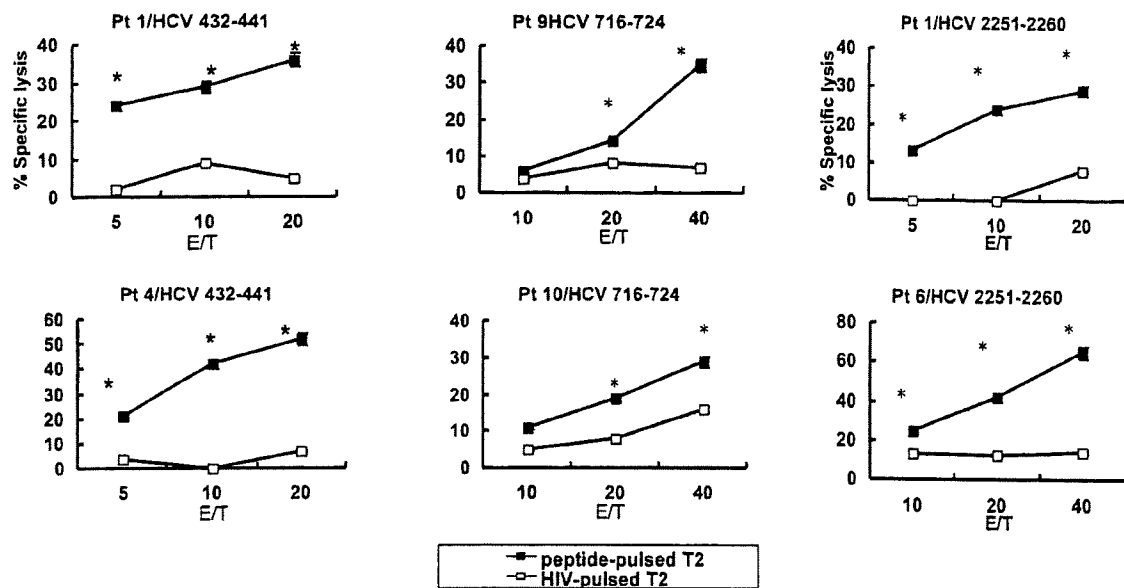 Pt 1/HCV 432-441
% Specific lysis
40
30
20
10
0
* * *
5 10 20
E/T
Pt 9HCV 716-724
40
30
20
10
0
* *
10 20 40
E/T
Pt 1/HCV 2251-2260
% Specific lysis
40
30
20
10
0
* * *
5 10 20
E/T
Pt 4/HCV 432-441
60
50
40
30
20
10
0
* * *
5 10 20
E/T
Pt 10/HCV 716-724
40
30
20
10
0
* *
10 20 40
E/T
Pt 6/HCV 2251-2260
80
60
40
20
0
* * *
10 20 40
E/T
peptide-pulsed T2
HIV-pulsed T2